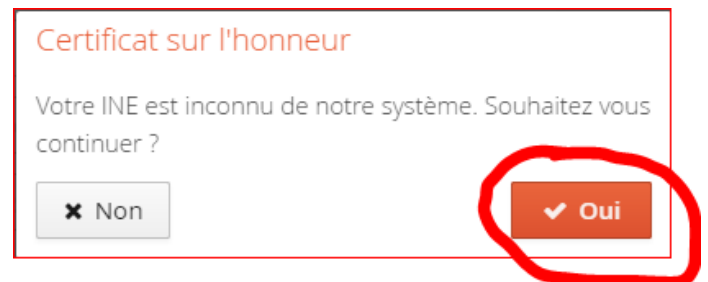 Certificat sur l'honneur
Votre INE est inconnu de notre système. Souhaitez vous
continuer ?
Non
Oui